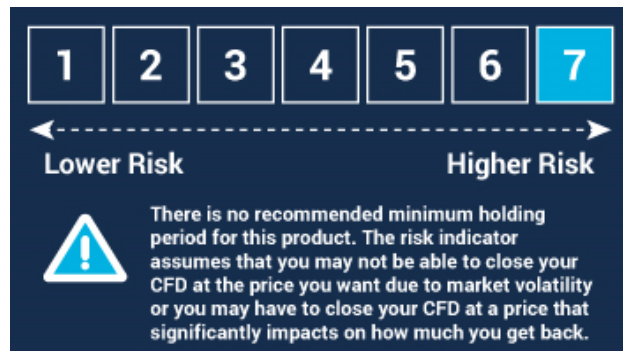 1 2 3 4 5 6 7
Lower Risk Higher Risk
There is no recommended minimum holding
period for this product. The risk indicator
assumes that you may not be able to close your
CFD at the price you want due to market volatility
or you may have to close your CFD at a price that
significantly impacts on how much you get back.